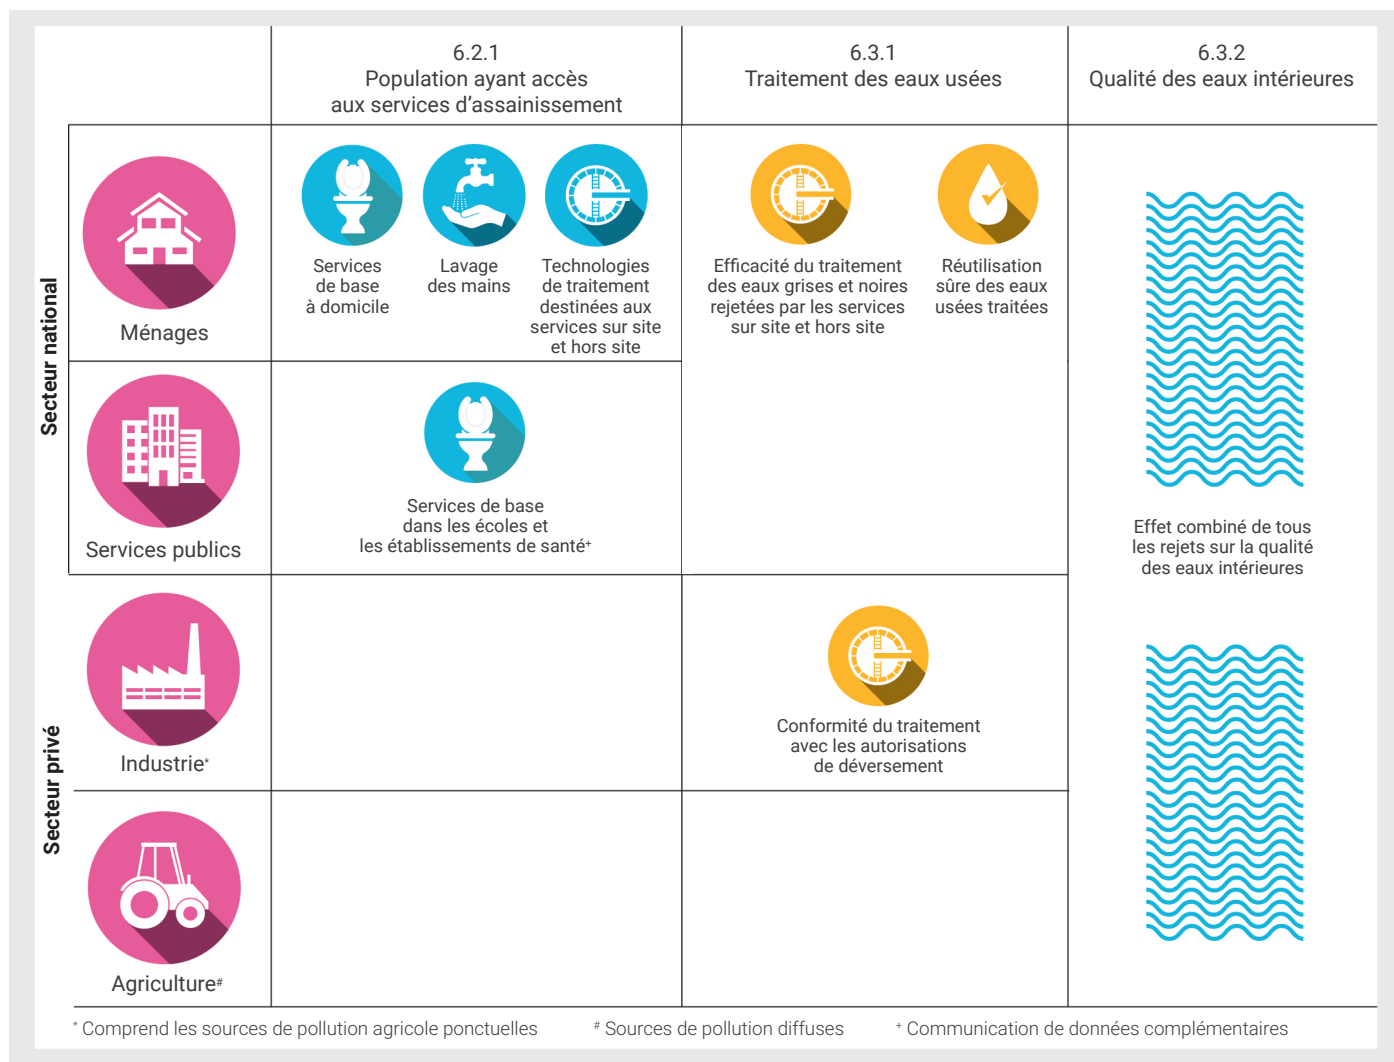 6.2.1
Population ayant accès
aux services d'assainissement
6.3.1
Traitement des eaux usées
6.3.2
Qualité des eaux intérieures
Secteur national
Ménages
Services
de base
à domicile
Lavage
des mains
Technologies
de traitement
destinées aux
services sur site
et hors site
Efficacité du traitement
des eaux grises et noires
rejetées par les services
sur site et hors site
Réutilisation
sûre des eaux
usées traitées
Services publics
Services de base
dans les écoles et
les établissements de santé+
Effet combiné de tous
les rejets sur la qualité
des eaux intérieures
Secteur privé
Industrie*
Conformité du traitement
avec les autorisations
de déversement
Agriculture#
* Comprend les sources de pollution agricole ponctuelles
# Sources de pollution diffuses
+ Communication de données complémentaires